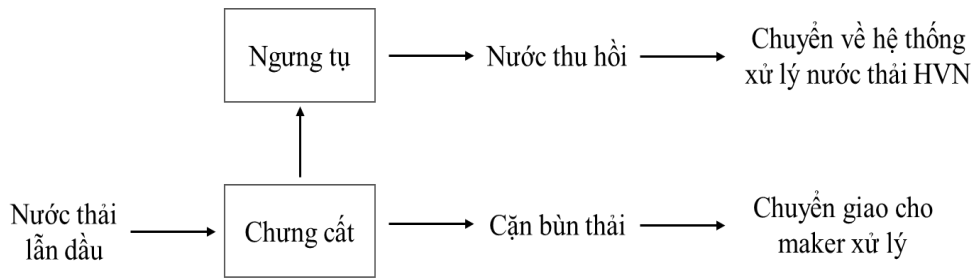 Ngưng tụ
Nước thu hồi
Chuyển về hệ thống
xử lý nước thải HVN
Nước thải
lẫn dầu
Chưng cất
Cặn bùn thải
Chuyển giao cho
maker xử lý